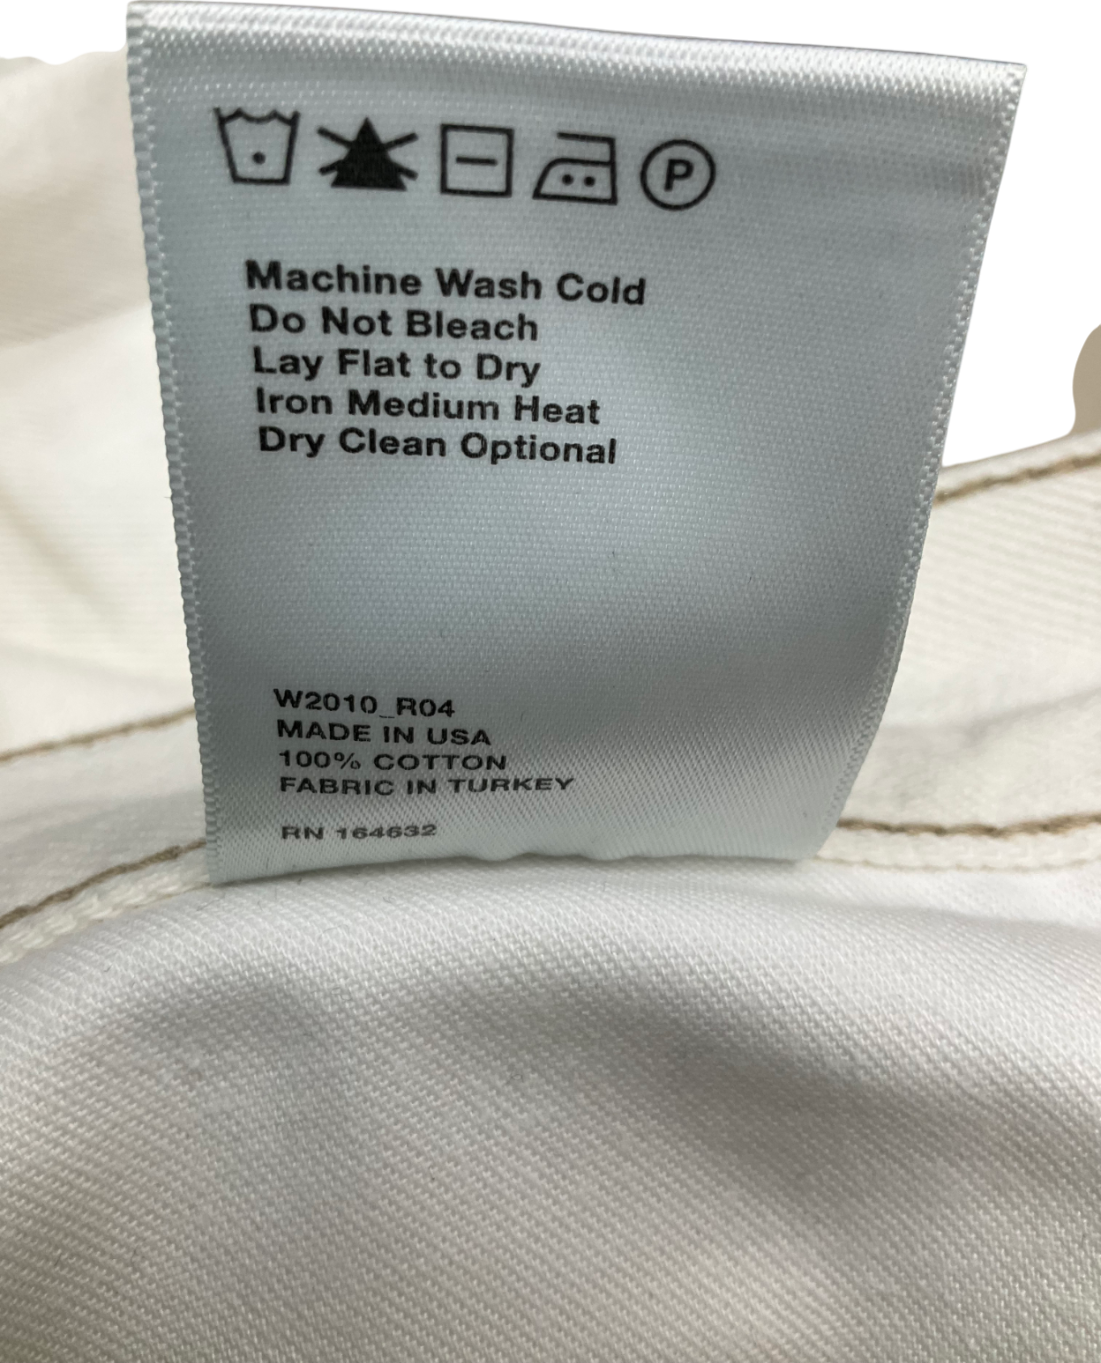 P
Machine Wash Cold
Do Not Bleach
Lay Flat to Dry
Iron Medium Heat
Dry Clean Optional
W2010_R04
MADE IN USA
100% COTTON
FABRIC IN TURKEY
RN 164632